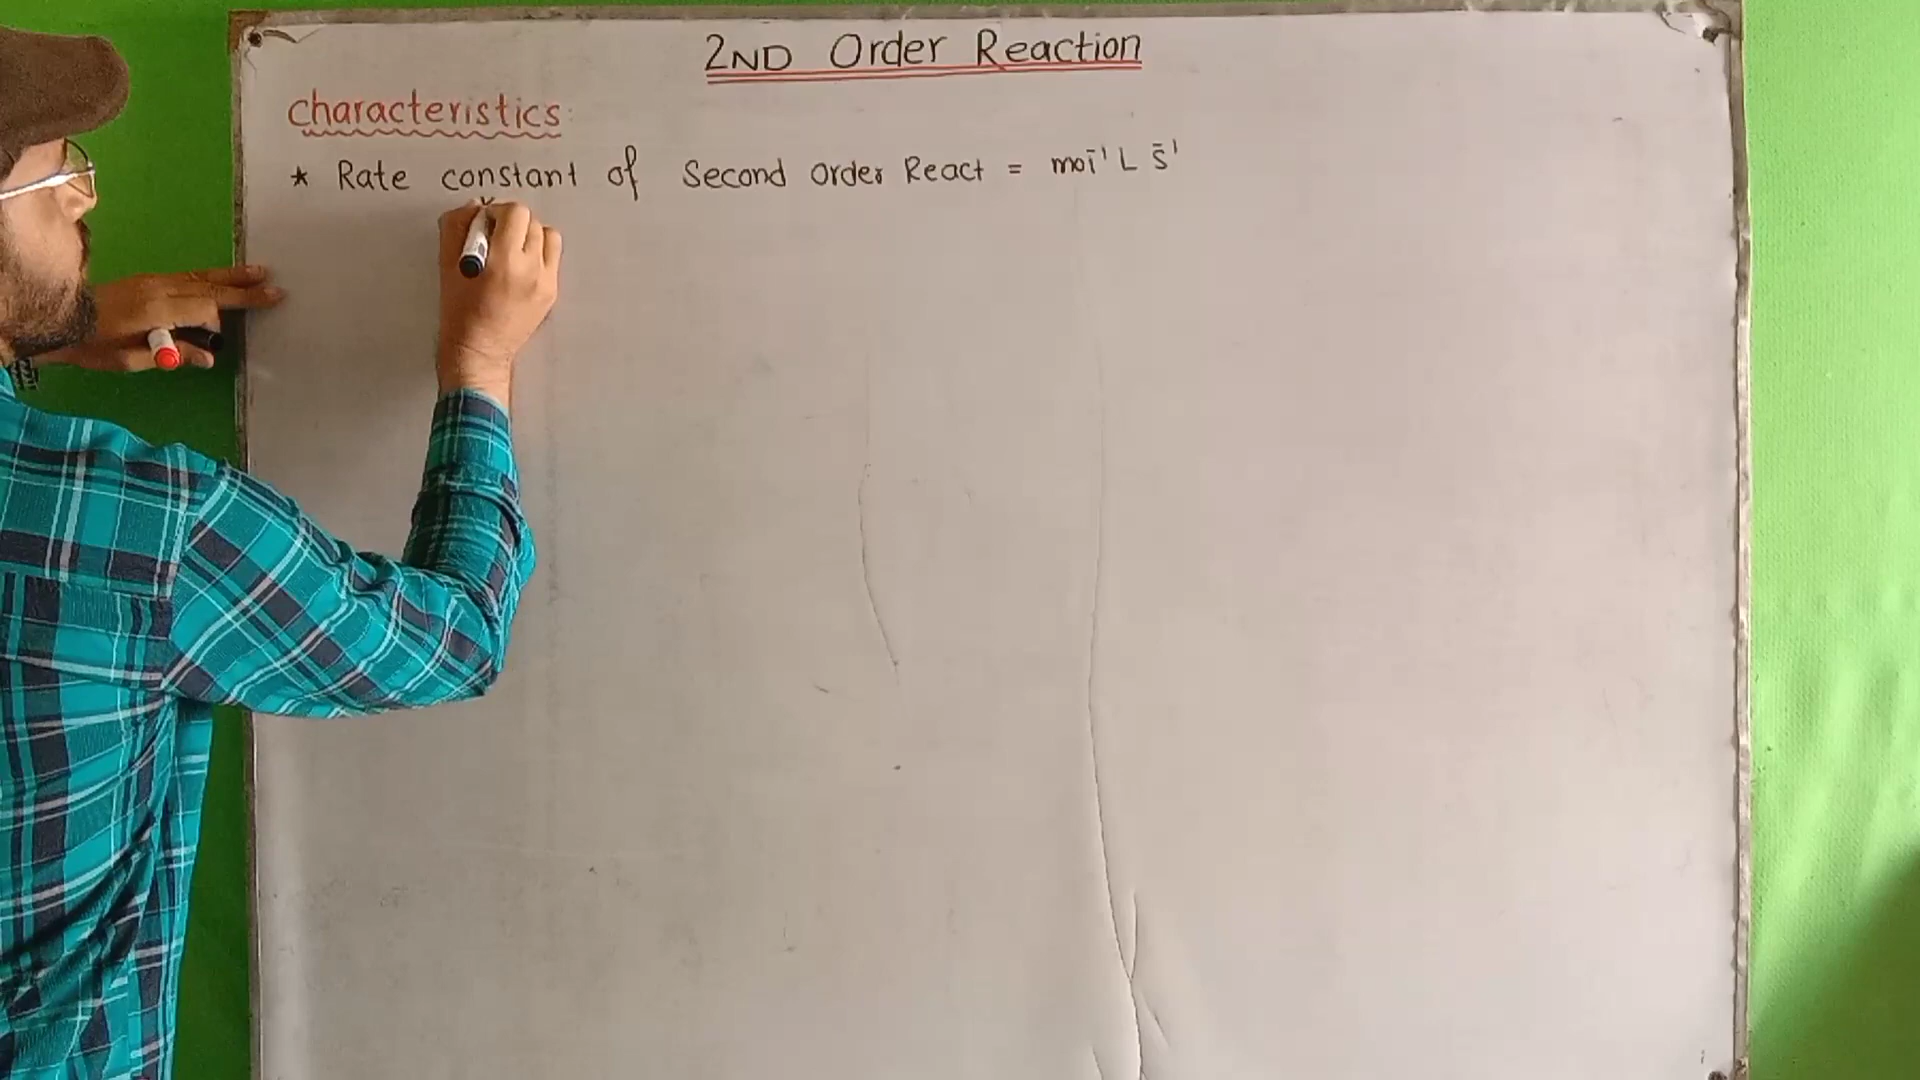 2ND Order Reaction
Characteristics:
* Rate constant of Second Order React = mol⁻¹ L s⁻¹